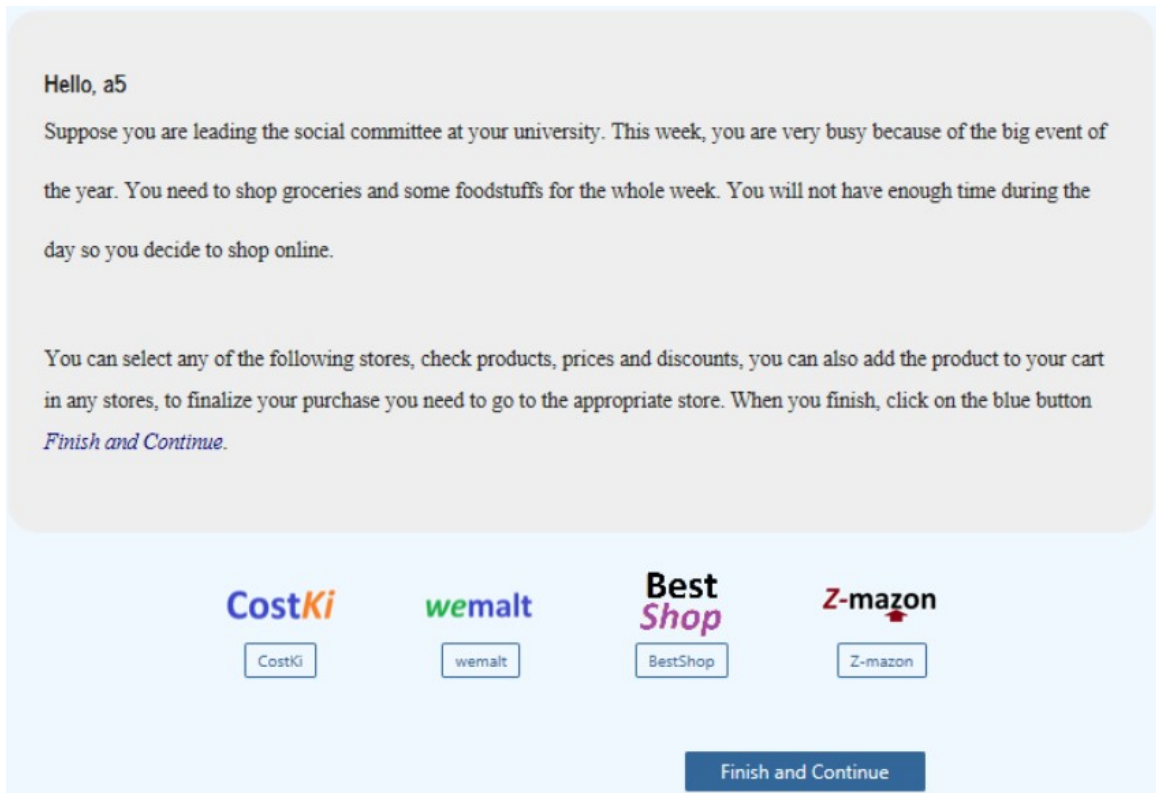 Hello, a5
Suppose you are leading the social committee at your university. This week, you are very busy because of the big event of
the year. You need to shop groceries and some foodstuffs for the whole week. You will not have enough time during the
day so you decide to shop online.
You can select any of the following stores, check products, prices and discounts, you can also add the product to your cart
in any stores, to finalize your purchase you need to go to the appropriate store. When you finish, click on the blue button
Finish and Continue.
CostKi wemalt Best Shop Z-mazon
CostKi wemalt BestShop Z-mazon
Finish and Continue